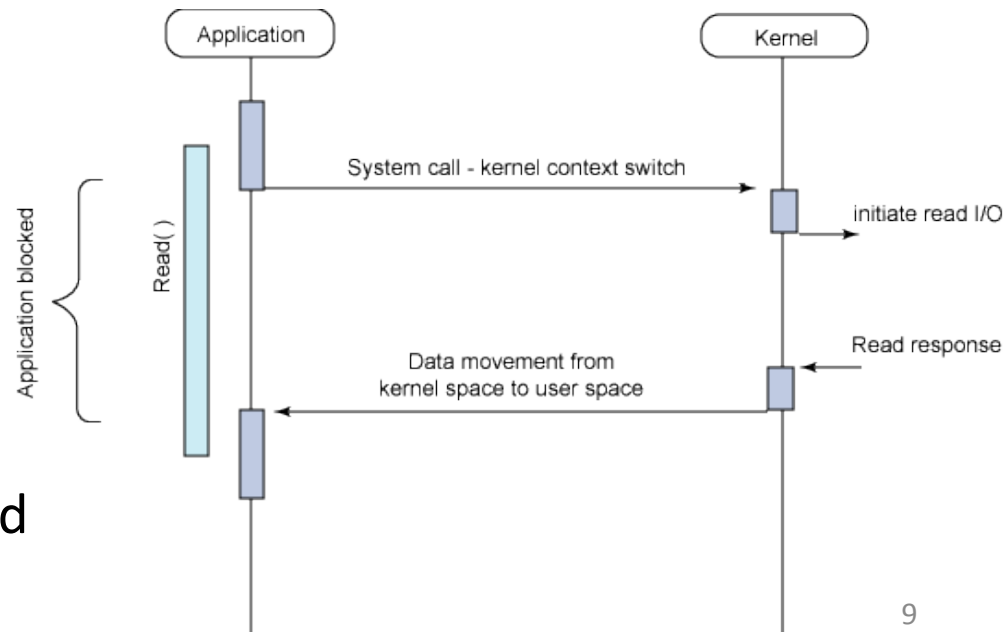 Application
Kernel
System call - kernel context switch
initiate read I/O
Application blocked
Read( )
Read response
Data movement from
kernel space to user space
d
9